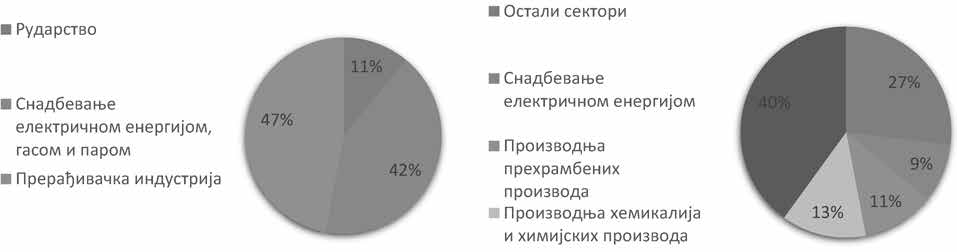 Рударство
Снадбевање
електричном енергијом,
гасом и паром
Прерађивачка индустрија
11%
42%
47%
Остали сектори
Снадбевање
електричном енергијом
Производња
прехрамбених
производа
Производња хемикалија
и химијских производа
27%
9%
11%
13%
40%